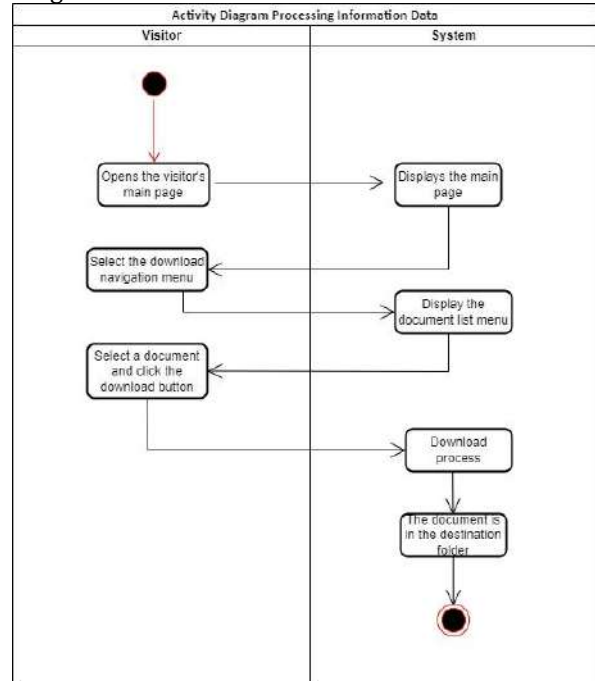 Activity Diagram Processing Information Data
Visitor
System
Opens the visitor's
main page
Displays the main
page
Select the download
navigation menu
Display the
document list menu
Select a document
and click the
download button
Download
process
The document is
in the destination
folder